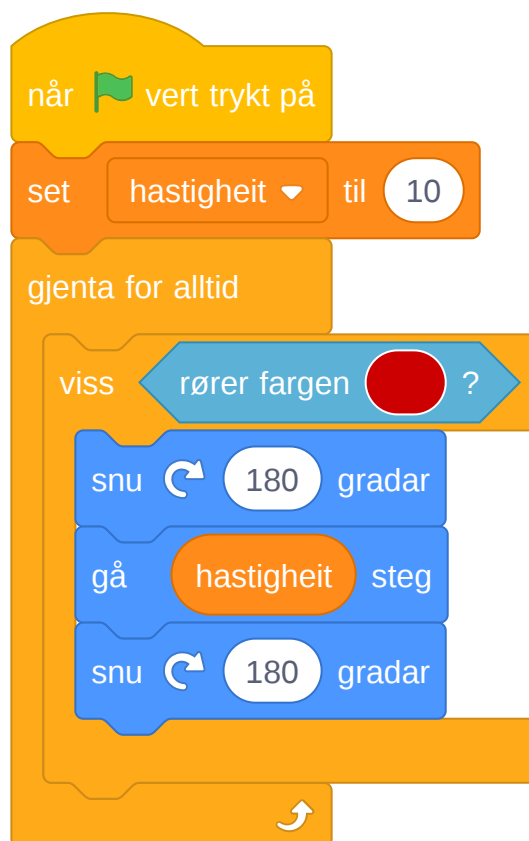 når vert trykt på
set hastigheit til 10
gjenta for alltid
viss rører fargen ?
snu 180 gradar
gå hastigheit steg
snu 180 gradar